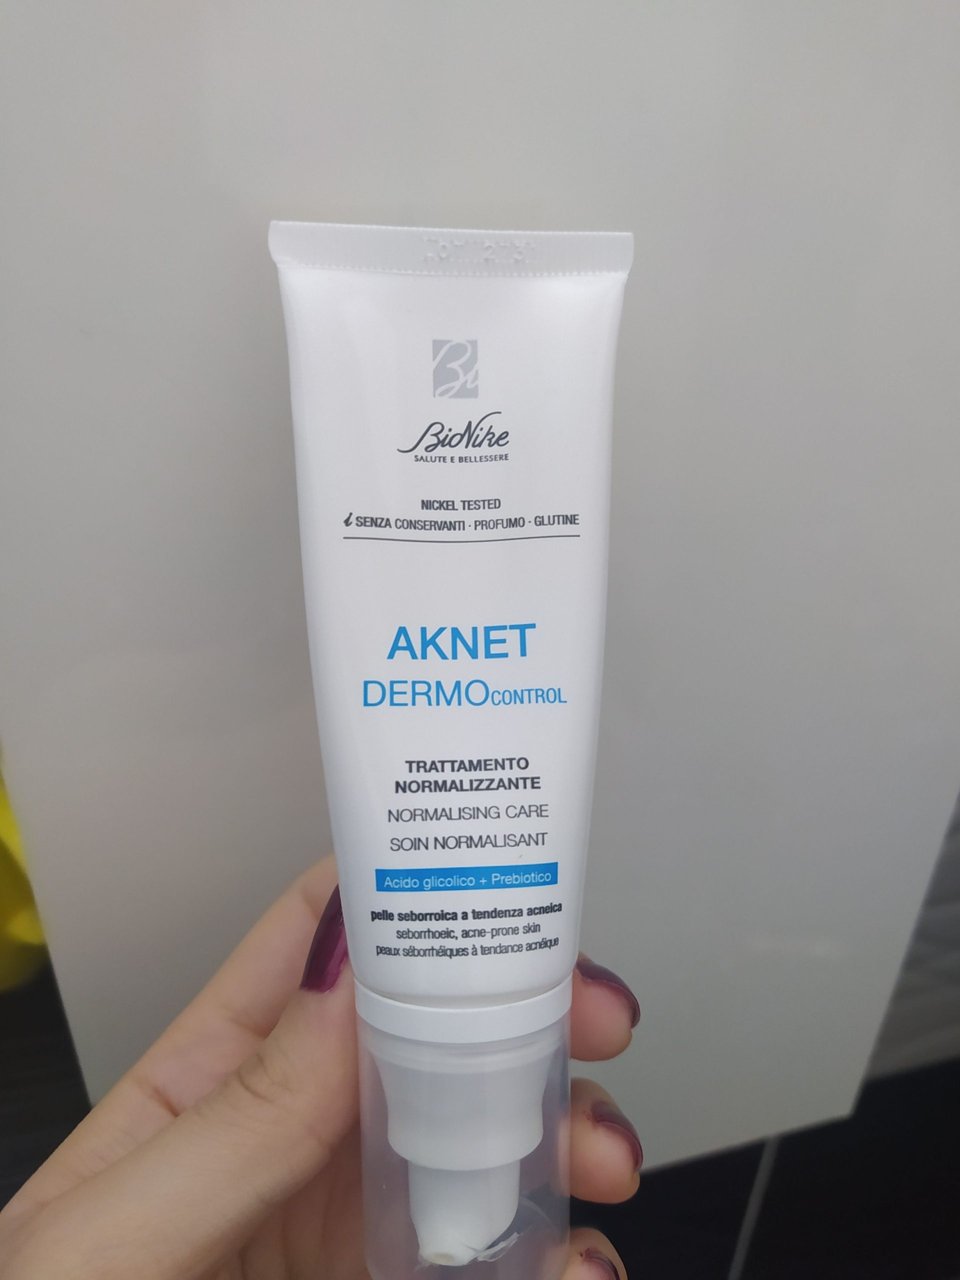 Bi
BioNike
SALUTE E BELLESSERE
NICKEL TESTED
i SENZA CONSERVANTI · PROFUMO · GLUTINE
AKNET
DERMOCONTROL
TRATTAMENTO
NORMALIZZANTE
NORMALISING CARE
SOIN NORMALISANT
Acido glicolico + Prebiotico
pelle seborroica a tendenza acneica
seborrhoeic, acne-prone skin
peaux séborrhéiques à tendance acnéique